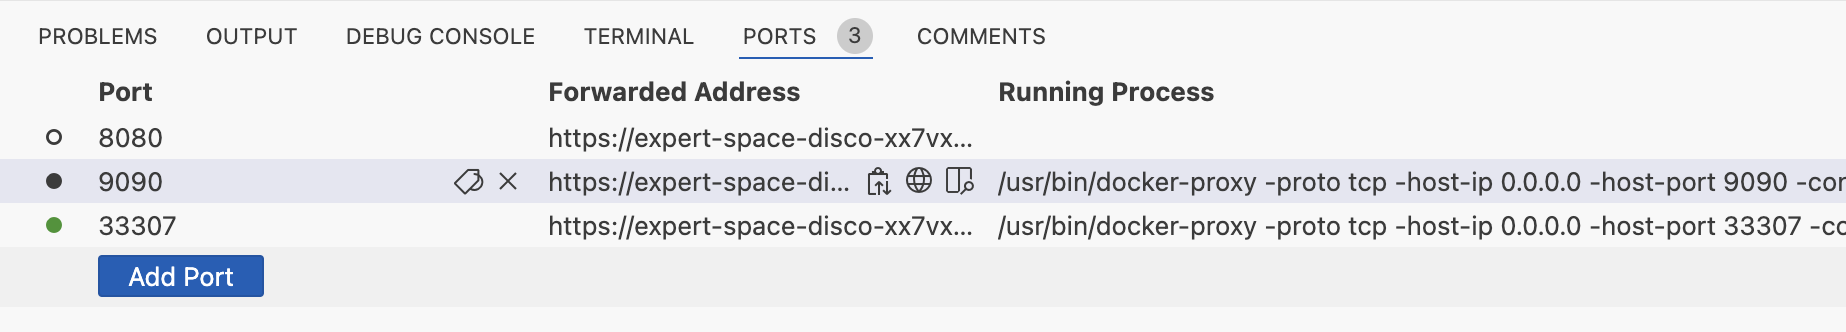 PROBLEMS OUTPUT DEBUG CONSOLE TERMINAL PORTS 3 COMMENTS
Port Forwarded Address Running Process
8080 https://expert-space-disco-xx7vx...
9090 https://expert-space-di... /usr/bin/docker-proxy -proto tcp -host-ip 0.0.0.0 -host-port 9090 -cor
33307 https://expert-space-disco-xx7vx... /usr/bin/docker-proxy -proto tcp -host-ip 0.0.0.0 -host-port 33307 -co
Add Port